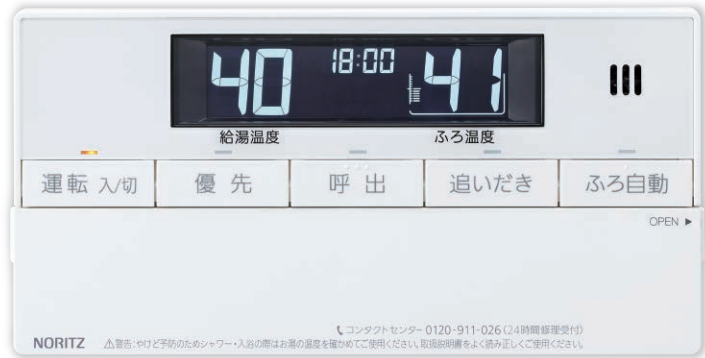 40 18:00 41
給湯温度 ふろ温度
運転 入/切 優先 呼出 追いだき ふろ自動
OPEN ▶
コンタクトセンター 0120-911-026(24時間修理受付)
NORITZ ⚠警告:やけど予防のためシャワー・入浴の際はお湯の温度を確かめてご使用ください。取扱説明書をよく読み正しくご使用ください。